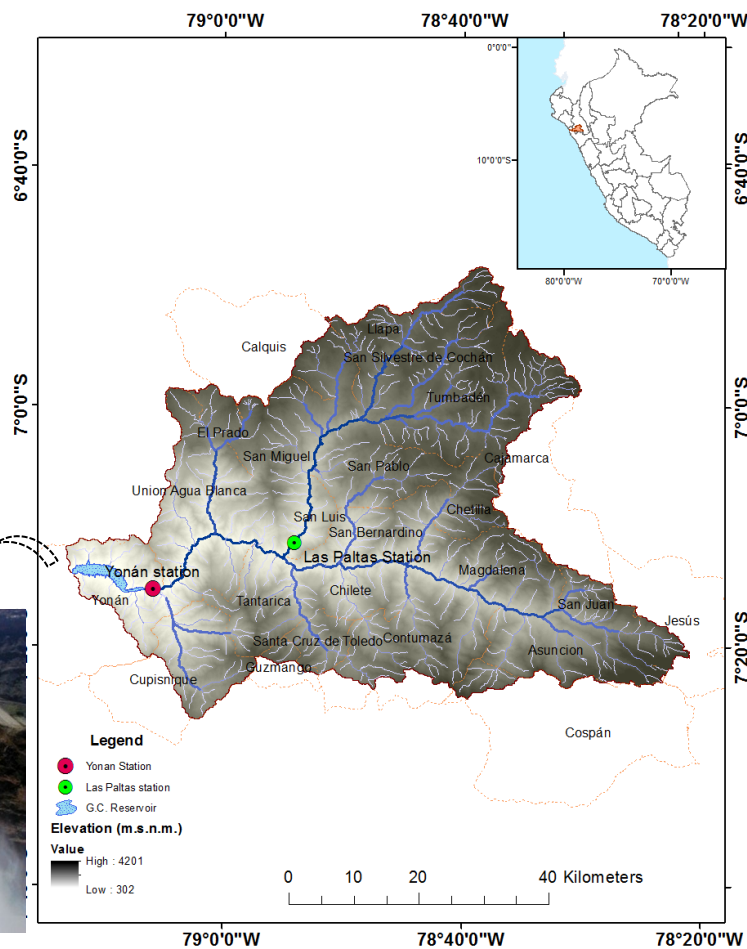 79°0'0"W
78°40'0"W
78°20'0"W
0°0'0"
10°0'0"S
80°0'0"W
70°0'0"W
6°40'0"S
6°40'0"S
Calquis
Llapa
San Silvestre de Cochan
Tumbadén
7°0'0"S
7°0'0"S
El Prado
San Miguel
San Pablo
Cajamarca
Union Agua Blanca
San Luis
Chetilla
San Bernardino
Las Paltas Station
Yonán station
Magdalena
Yonán
Tantarica
Chilete
San Juan
Jesús
Santa Cruz de Toledo
Contumazá
Asuncion
7°20'0"S
7°20'0"S
Guzmango
Cupisnique
Cospán
Legend
Yonan Station
Las Paltas station
G.C. Reservoir
Elevation (m.s.n.m.)
Value
High : 4201
Low : 302
0 10 20 40 Kilometers
79°0'0"W
78°40'0"W
78°20'0"W